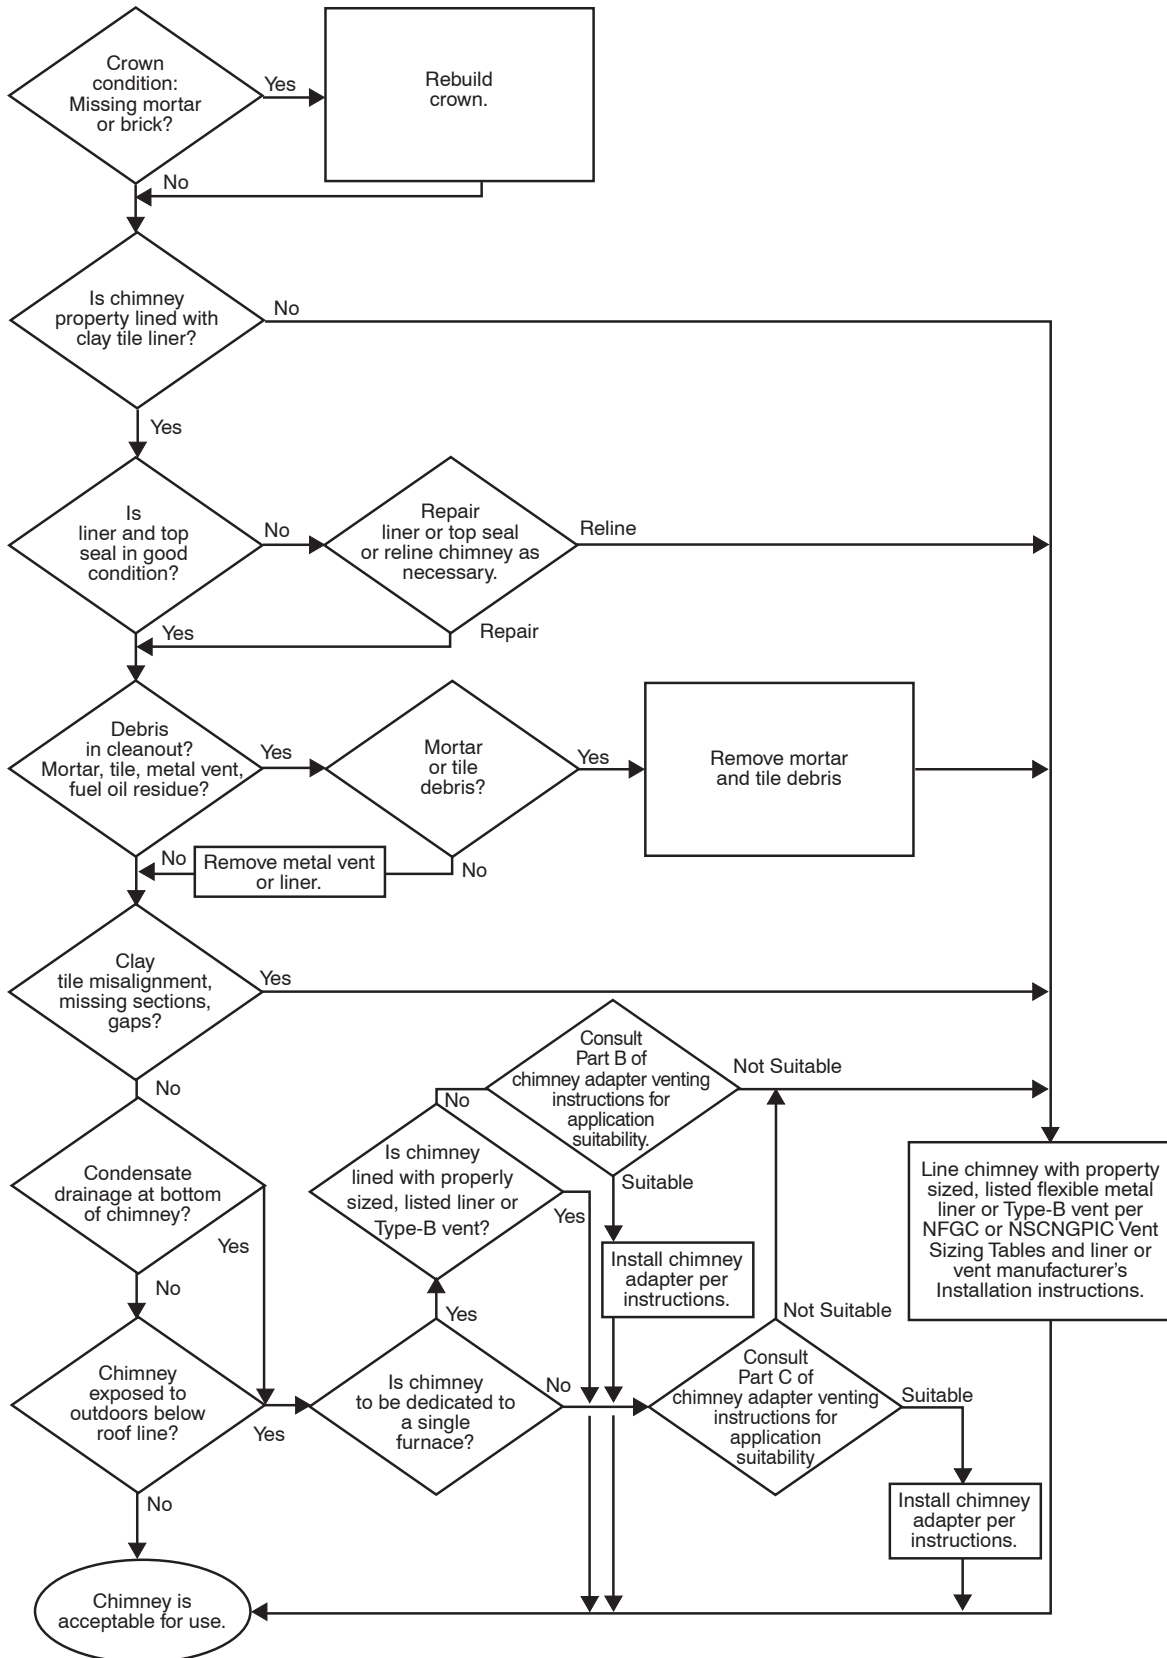 Crown
condition:
Missing mortar
or brick?
Yes
Rebuild
crown.
No
Is chimney
property lined with
clay tile liner?
No
Yes
Is
liner and top
seal in good
condition?
No
Repair
liner or top seal
or reline chimney as
necessary.
Reline
Yes
Repair
Debris
in cleanout?
Mortar, tile, metal vent,
fuel oil residue?
Yes
Mortar
or tile
debris?
Yes
Remove mortar
and tile debris
No
Remove metal vent
or liner.
No
Clay
tile misalignment,
missing sections,
gaps?
Yes
No
Consult
Part B of
chimney adapter venting
instructions for
application
suitability.
Not Suitable
No
Suitable
Condensate
drainage at bottom
of chimney?
Yes
No
Is chimney
lined with properly
sized, listed liner or
Type-B vent?
Yes
Install chimney
adapter per
instructions.
Line chimney with property
sized, listed flexible metal
liner or Type-B vent per
NFGC or NSCNGPIC Vent
Sizing Tables and liner or
vent manufacturer's
Installation instructions.
Yes
Not Suitable
Chimney
exposed to
outdoors below
roof line?
Yes
Is chimney
to be dedicated to
a single
furnace?
No
Consult
Part C of
chimney adapter venting
instructions for
application
suitability
Suitable
No
Install chimney
adapter per
instructions.
Chimney is
acceptable for use.